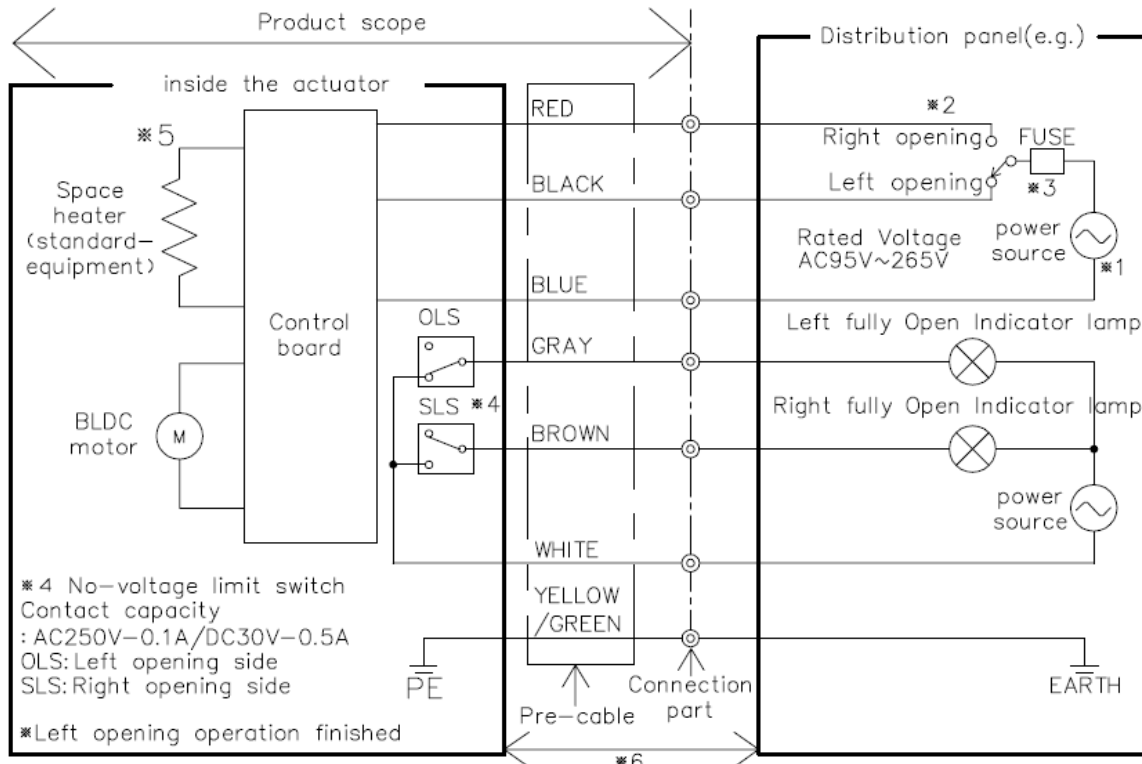 Product scope
Distribution panel(e.g.)
inside the actuator
RED
※2
Right opening
FUSE
※5
Space
heater
(standard-
equipment)
BLACK
Left opening
※3
Rated Voltage
AC95V~265V
power
source
※1
BLUE
Control
board
OLS
GRAY
Left fully Open Indicator lamp
SLS ※4
BROWN
Right fully Open Indicator lamp
BLDC
motor
M
power
source
WHITE
※4 No-voltage limit switch
Contact capacity
: AC250V-0.1A/DC30V-0.5A
OLS: Left opening side
SLS: Right opening side
YELLOW
/GREEN
PE
Connection
part
EARTH
Pre-cable
※Left opening operation finished
※6